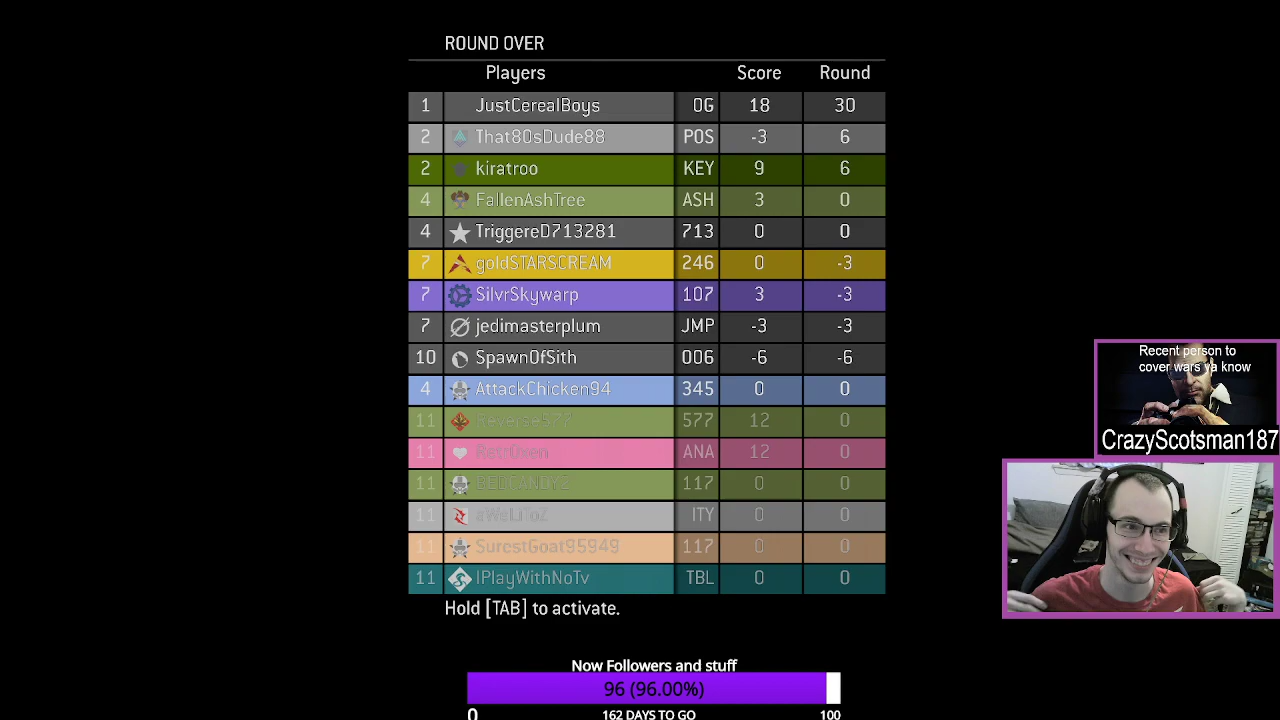 ROUND OVER
Players Score Round
1 JustCerealBoys OG 18 30
2 That80sDude88 POS -3 6
2 kiratroo KEY 9 6
4 FallenAshTree ASH 3 0
4 TriggereD713281 713 0 0
7 goldSTARSCREAM 246 0 -3
7 SilvrSkywarp 107 3 -3
7 jedimasterplum JMP -3 -3
10 SpawnOfSith 006 -6 -6
4 AttackChicken94 345 0 0
11 Reverse577 577 12 0
11 ANA 12 0
11 117 0 0
11 ITY 0 0
11 SurestGoat95949 117 0 0
11 IPlayWithNoTv TBL 0 0
Hold [TAB] to activate.
Recent person to
cover wars ya know
CrazyScotsman187
Now Followers and stuff
96 (96.00%)
0 162 DAYS TO GO 100